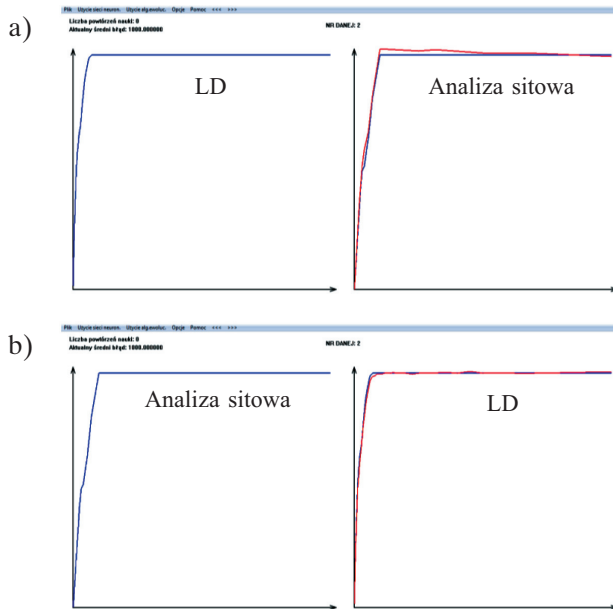 a)
Plik Użycie sieci neuron. Użycie alg.ewoluc. Opcje Pomoc <<< >>>
Liczba powtórzeń nauki: 0
Aktualny średni błąd: 1000.000000
NR DANEJ: 2
LD
Analiza sitowa
b)
Plik Użycie sieci neuron. Użycie alg.ewoluc. Opcje Pomoc <<< >>>
Liczba powtórzeń nauki: 0
Aktualny średni błąd: 1000.000000
NR DANEJ: 2
Analiza sitowa
LD